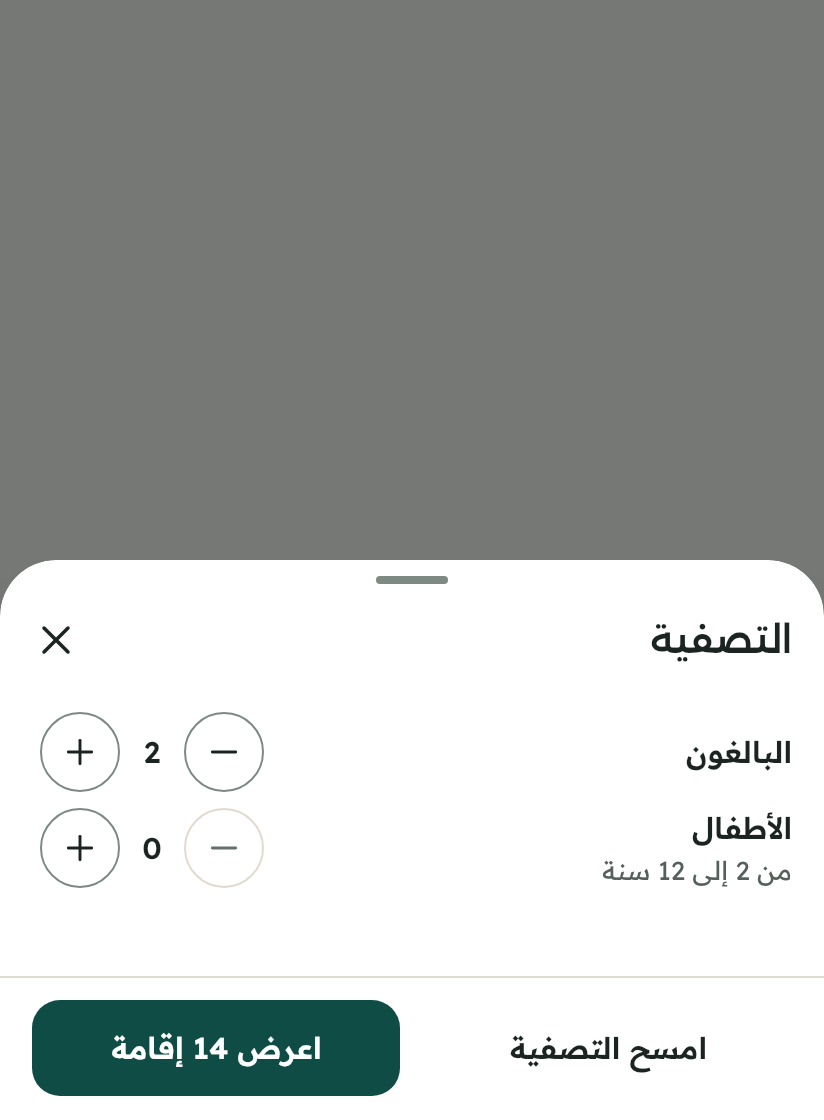 التصفية
البالغون
2
الأطفال
من 2 إلى 12 سنة
0
امسح التصفية
اعرض 14 إقامة